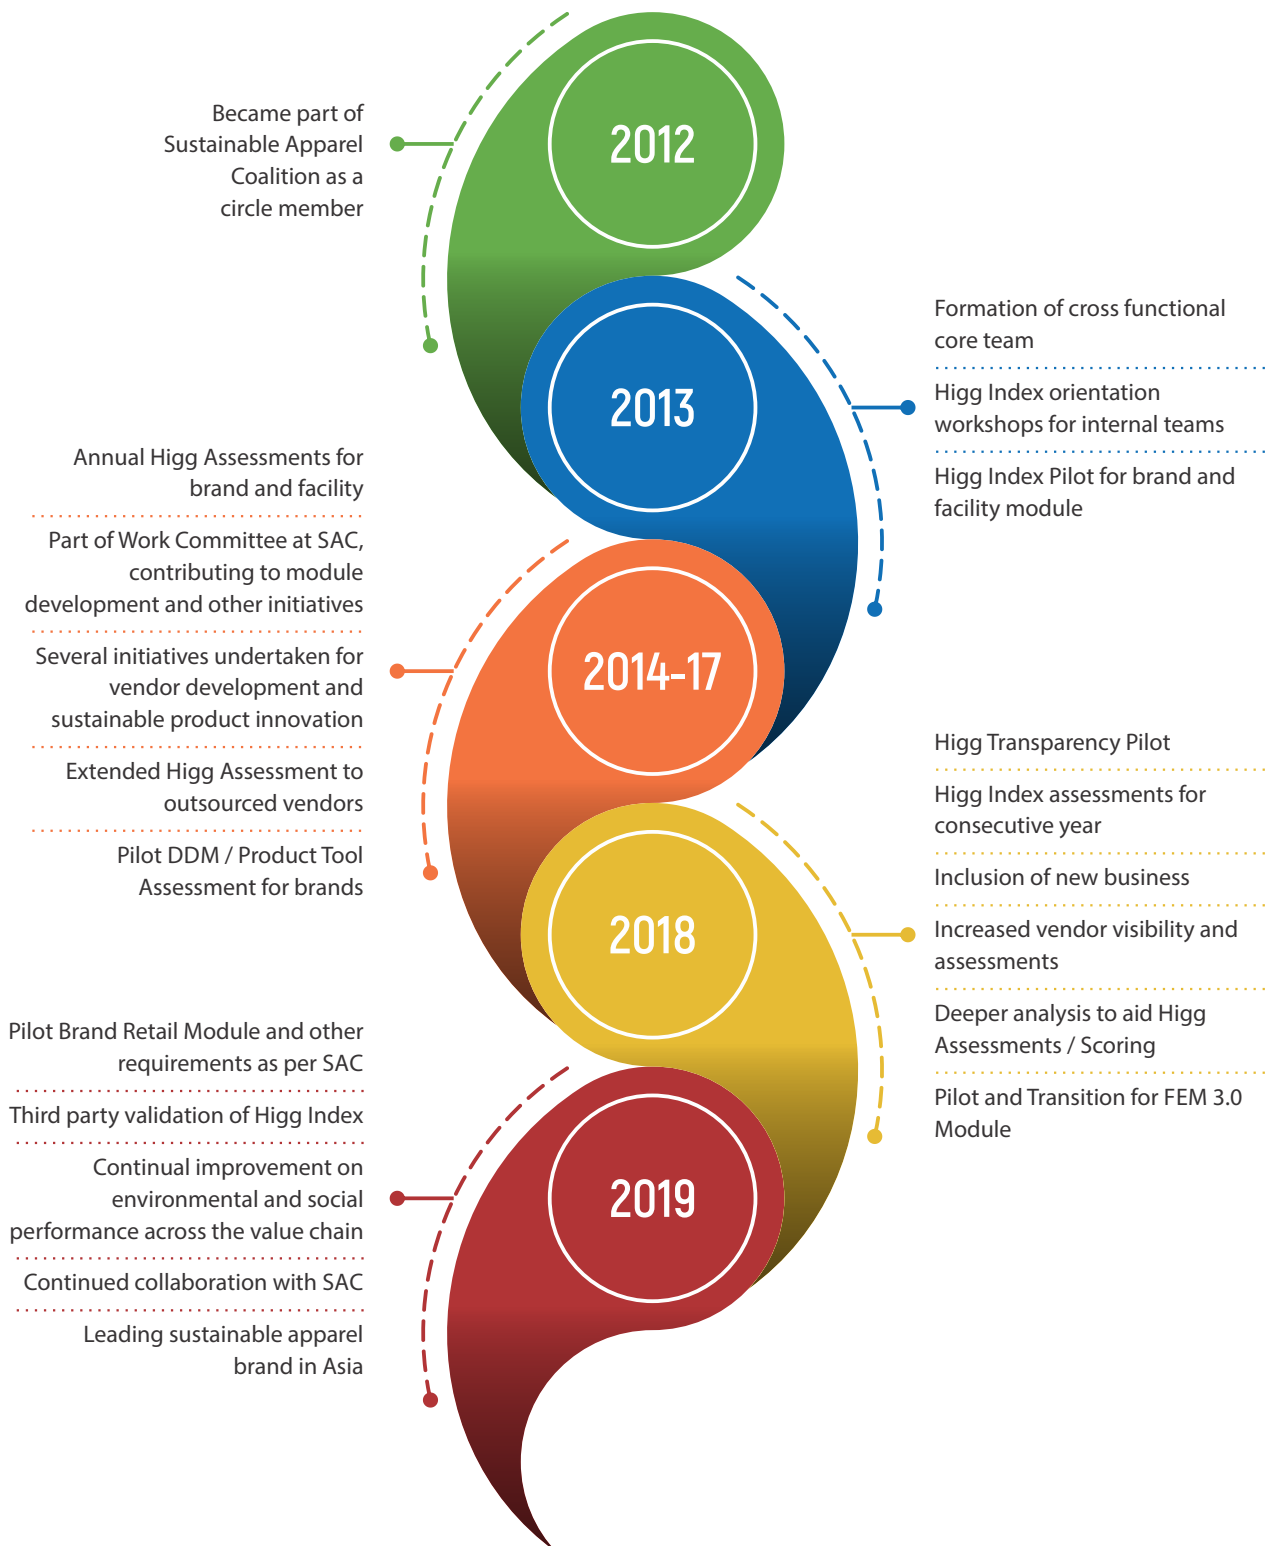 2012
Became part of
Sustainable Apparel
Coalition as a
circle member
2013
Formation of cross functional
core team
Higg Index orientation
workshops for internal teams
Higg Index Pilot for brand and
facility module
2014-17
Annual Higg Assessments for
brand and facility
Part of Work Committee at SAC,
contributing to module
development and other initiatives
Several initiatives undertaken for
vendor development and
sustainable product innovation
Extended Higg Assessment to
outsourced vendors
Pilot DDM / Product Tool
Assessment for brands
2018
Higg Transparency Pilot
Higg Index assessments for
consecutive year
Inclusion of new business
Increased vendor visibility and
assessments
Deeper analysis to aid Higg
Assessments / Scoring
Pilot and Transition for FEM 3.0
Module
2019
Pilot Brand Retail Module and other
requirements as per SAC
Third party validation of Higg Index
Continual improvement on
environmental and social
performance across the value chain
Continued collaboration with SAC
Leading sustainable apparel
brand in Asia